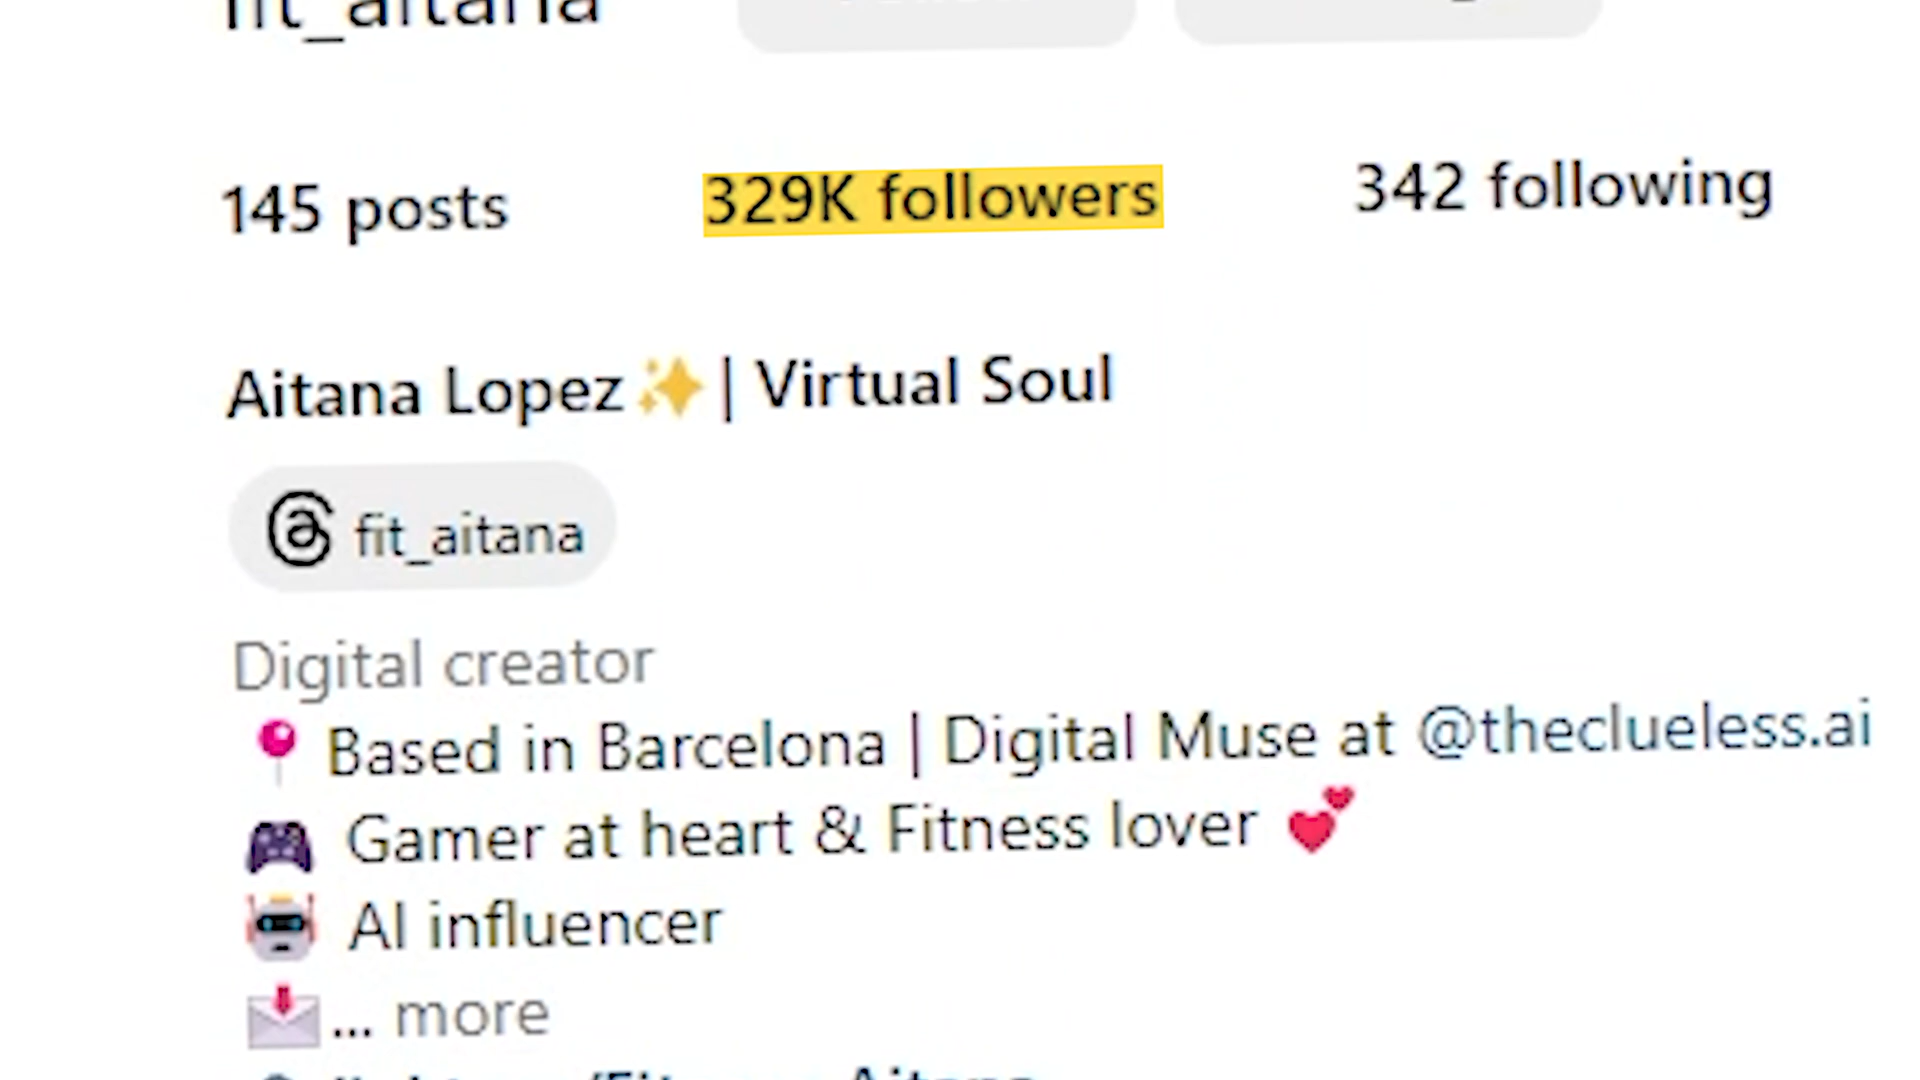 fit_aitana
145 posts 329K followers 342 following
Aitana Lopez✨| Virtual Soul
fit_aitana
Digital creator
📍 Based in Barcelona | Digital Muse at @theclueless.ai
🎮 Gamer at heart & Fitness lover 💕
🤖 AI influencer
📩... more